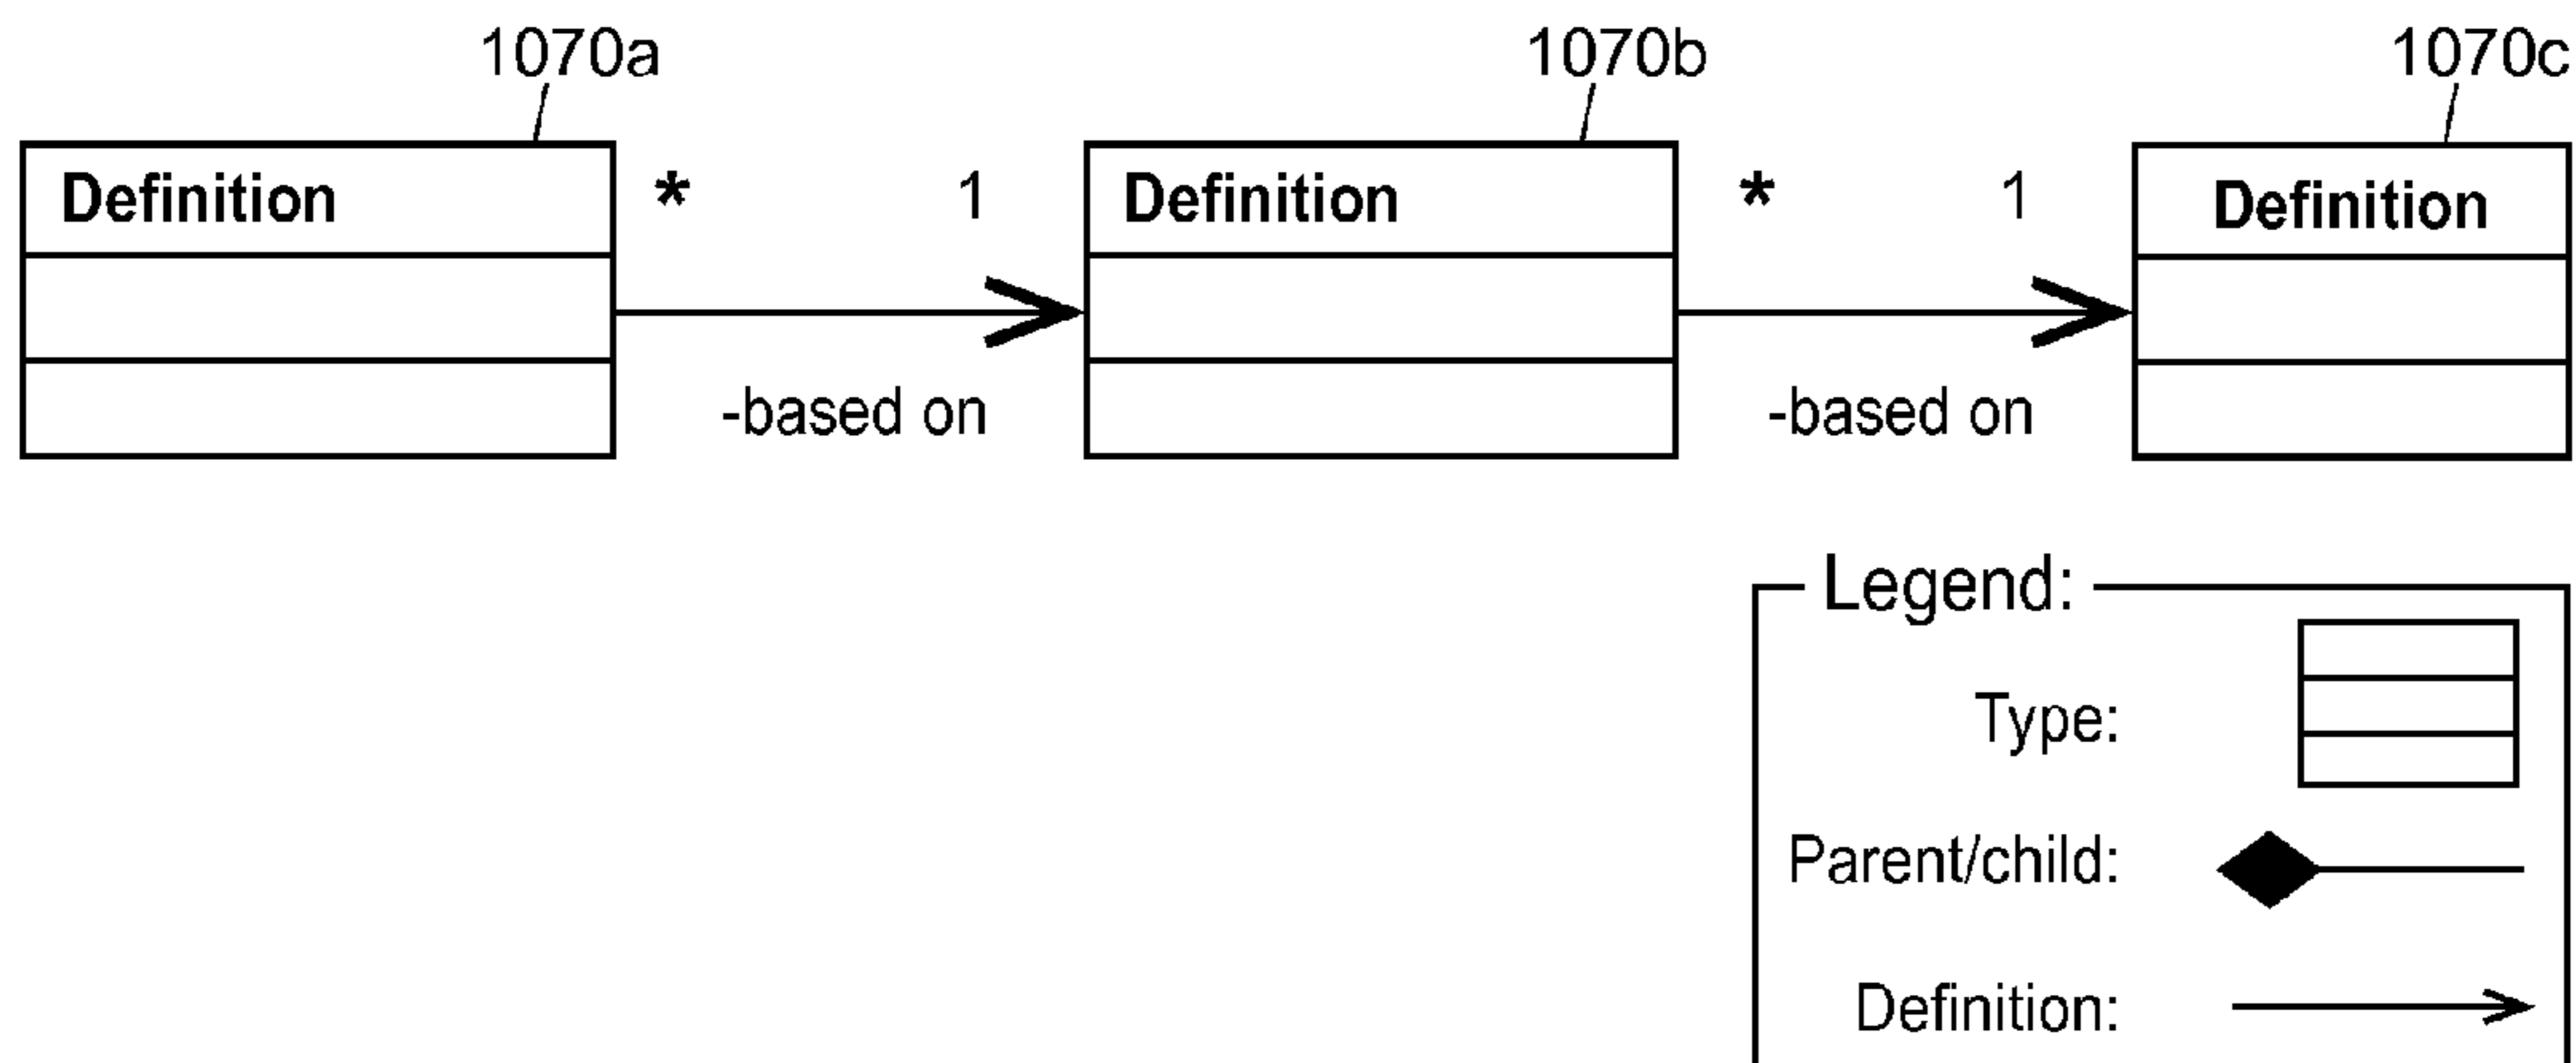 1070a 1070b 1070c
Definition * 1 Definition * 1 Definition
-based on -based on
Legend:
Type:
Parent/child:
Definition: